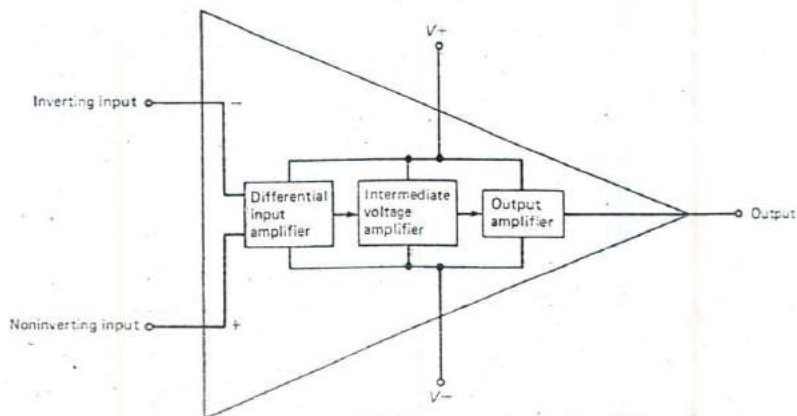 V+
Inverting input
−
Differential
input
amplifier
Intermediate
voltage
amplifier
Output
amplifier
Output
Noninverting input
+
V−